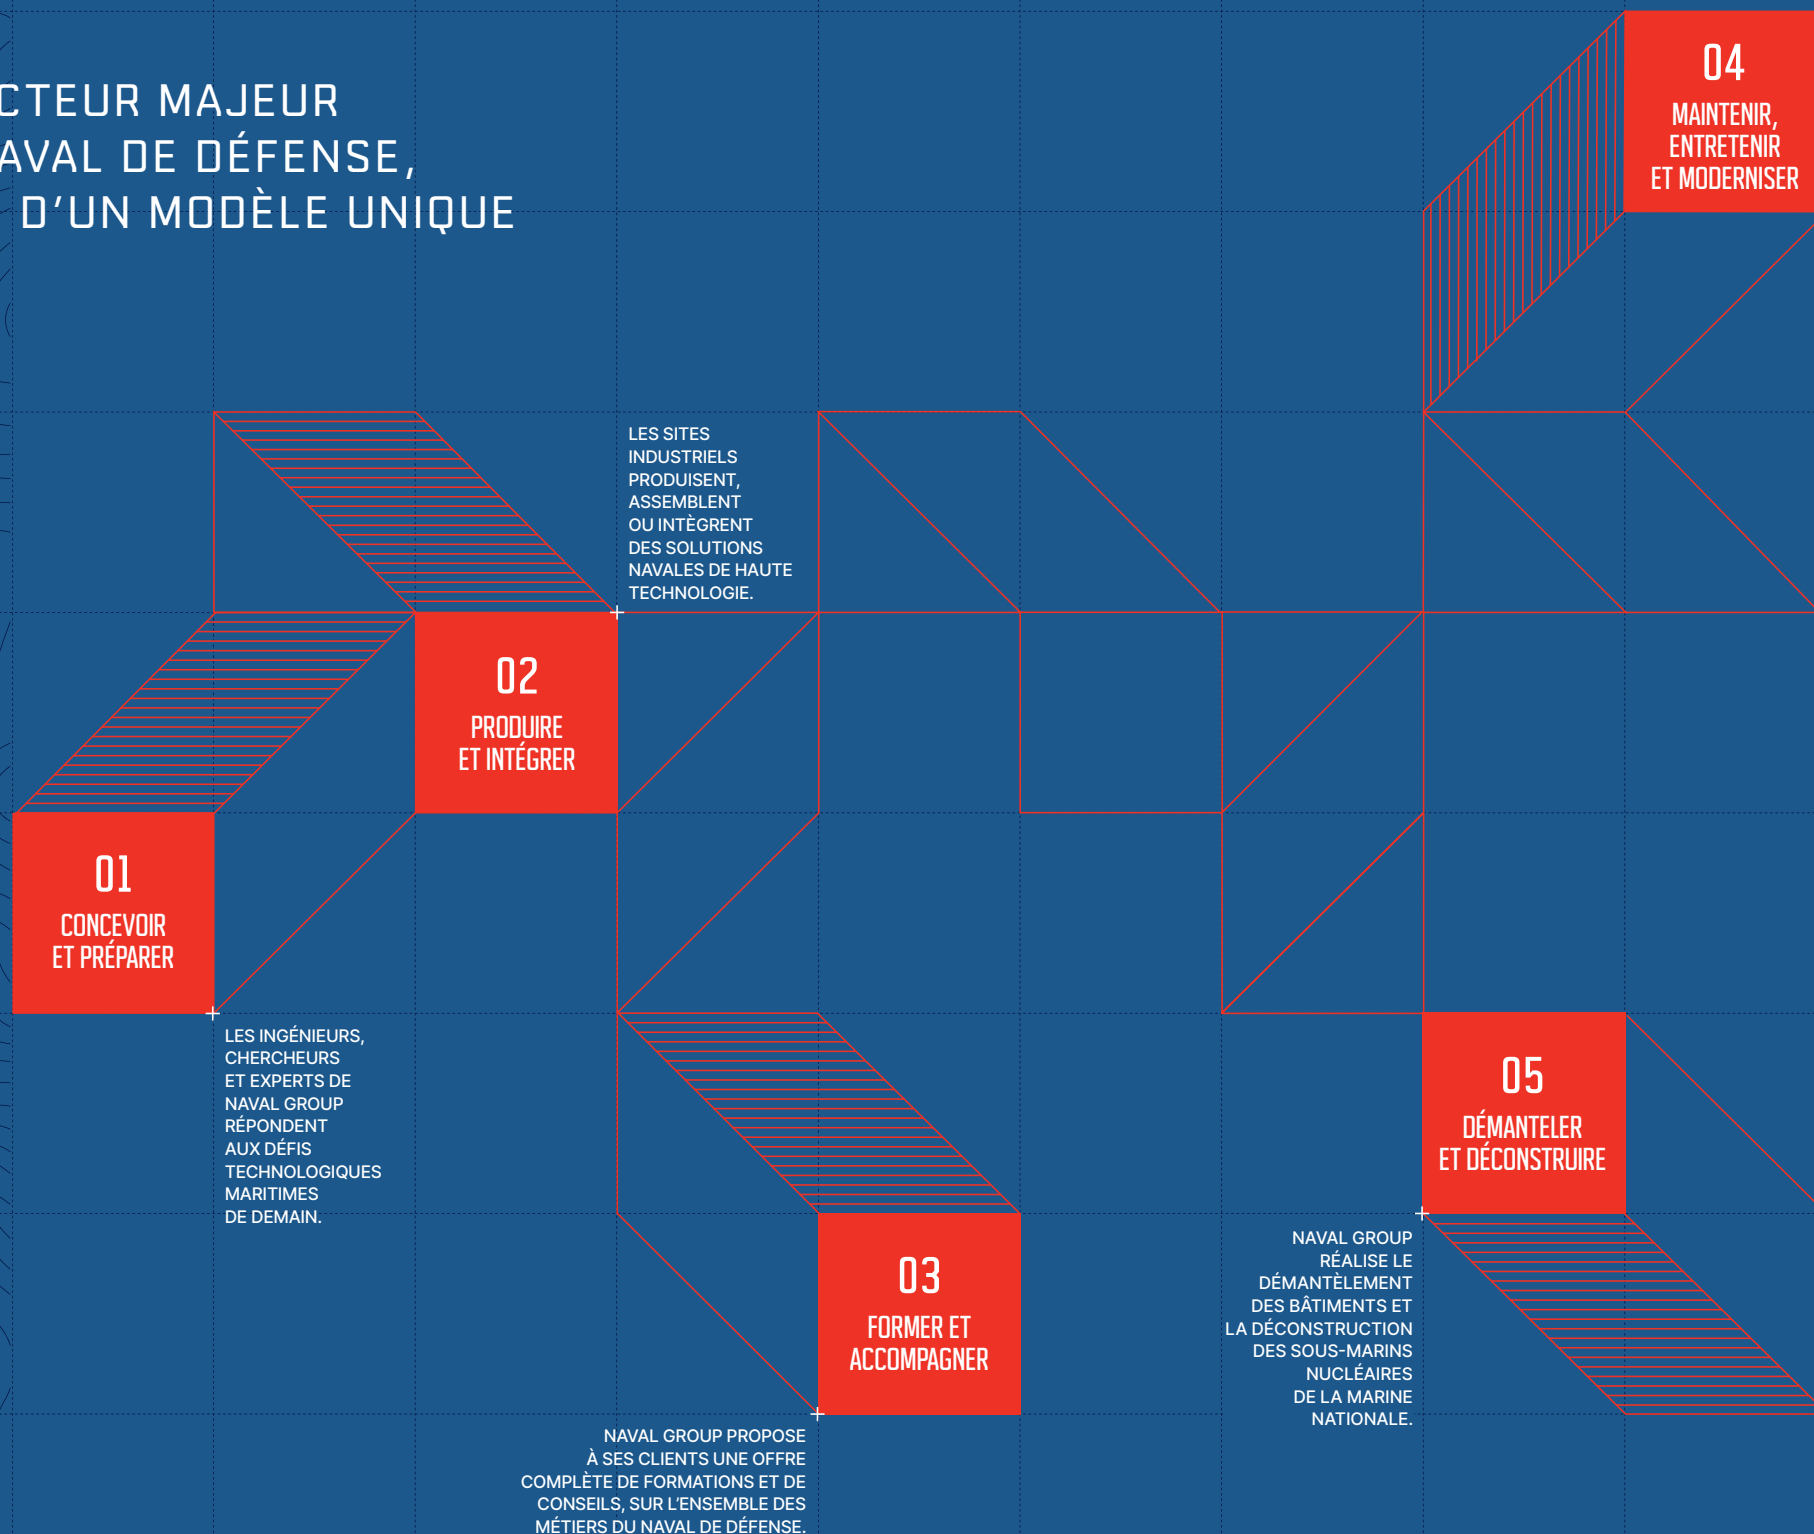 CTEUR MAJEUR
AVAL DE DÉFENSE,
D'UN MODÈLE UNIQUE
04
MAINTENIR,
ENTRETENIR
ET MODERNISER
LES SITES
INDUSTRIELS
PRODUISENT,
ASSEMBLENT
OU INTÈGRENT
DES SOLUTIONS
NAVALES DE HAUTE
TECHNOLOGIE.
02
PRODUIRE
ET INTÉGRER
01
CONCEVOIR
ET PRÉPARER
LES INGÉNIEURS,
CHERCHEURS
ET EXPERTS DE
NAVAL GROUP
RÉPONDENT
AUX DÉFIS
TECHNOLOGIQUES
MARITIMES
DE DEMAIN.
03
FORMER ET
ACCOMPAGNER
NAVAL GROUP PROPOSE
À SES CLIENTS UNE OFFRE
COMPLÈTE DE FORMATIONS ET DE
CONSEILS, SUR L'ENSEMBLE DES
MÉTIERS DU NAVAL DE DÉFENSE.
05
DÉMANTELER
ET DÉCONSTRUIRE
NAVAL GROUP
RÉALISE LE
DÉMANTÈLEMENT
DES BÂTIMENTS ET
LA DÉCONSTRUCTION
DES SOUS-MARINS
NUCLÉAIRES
DE LA MARINE
NATIONALE.